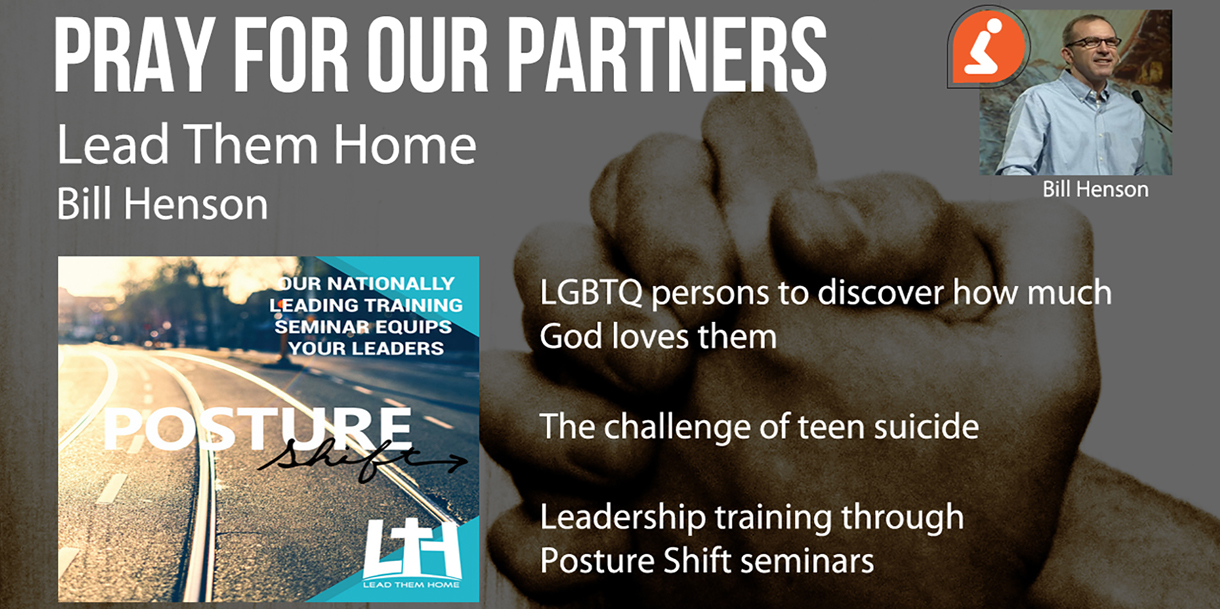 PRAY FOR OUR PARTNERS
Lead Them Home
Bill Henson
Bill Henson
OUR NATIONALLY
LEADING TRAINING
SEMINAR EQUIPS
YOUR LEADERS
POSTURE
shift
LTH
LEAD THEM HOME
LGBTQ persons to discover how much
God loves them
The challenge of teen suicide
Leadership training through
Posture Shift seminars